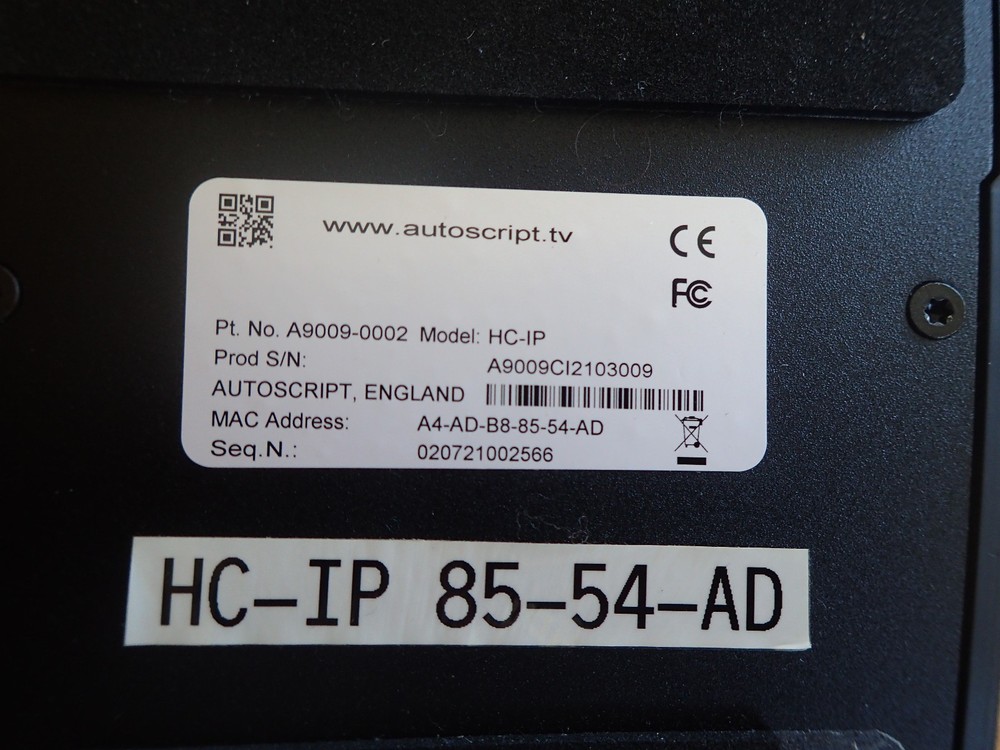 www.autoscript.tv
CE
FC
Pt. No. A9009-0002 Model: HC-IP
Prod S/N: A9009CI2103009
AUTOSCRIPT, ENGLAND
MAC Address: A4-AD-B8-85-54-AD
Seq.N.: 020721002566
HC-IP 85-54-AD